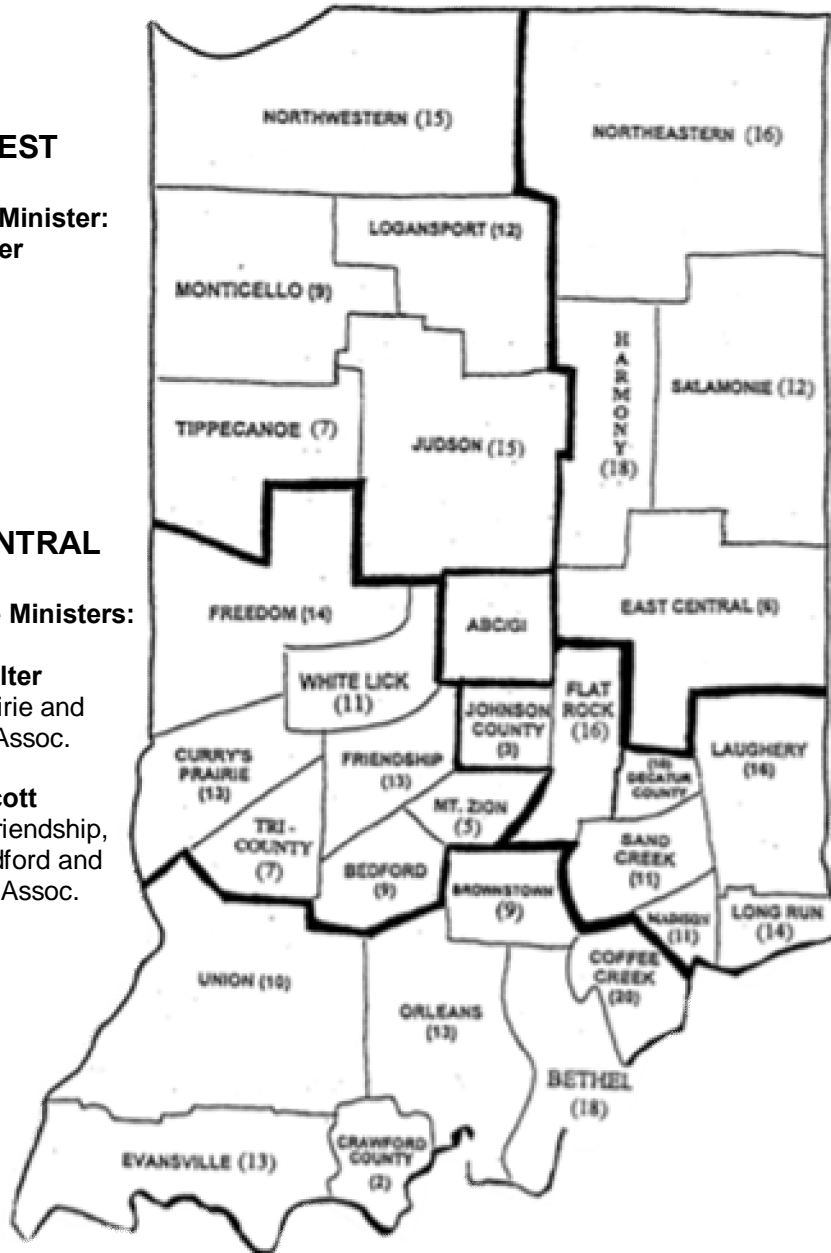 EST
Minister:
er
NTRAL
Ministers:
lter
irie and
Assoc.
cott
riendship,
dford and
Assoc.
NORTHWESTERN (15)
NORTHEASTERN (16)
LOGANSPORT (12)
MONTICELLO (9)
HARMONY
(18)
SALAMONIE (12)
TIPPECANOE (7)
JUDSON (15)
FREEDOM (14)
ABC/GI
EAST CENTRAL (6)
WHITE LICK
(11)
JOHNSON
COUNTY
(3)
FLAT
ROCK
(16)
CURRY'S
PRAIRIE
(13)
FRIENDSHIP
(13)
DECATUR
COUNTY
LAUGHERY
(16)
MT. ZION
(5)
TRI-
COUNTY
(7)
BEDFORD
(9)
BROWNSTOWN
(9)
SAND
CREEK
(11)
MADISON
(11)
LONG RUN
(14)
COFFEE
CREEK
(20)
UNION (10)
ORLEANS
(13)
BETHEL
(18)
EVANSVILLE (13)
CRAWFORD
COUNTY
(2)